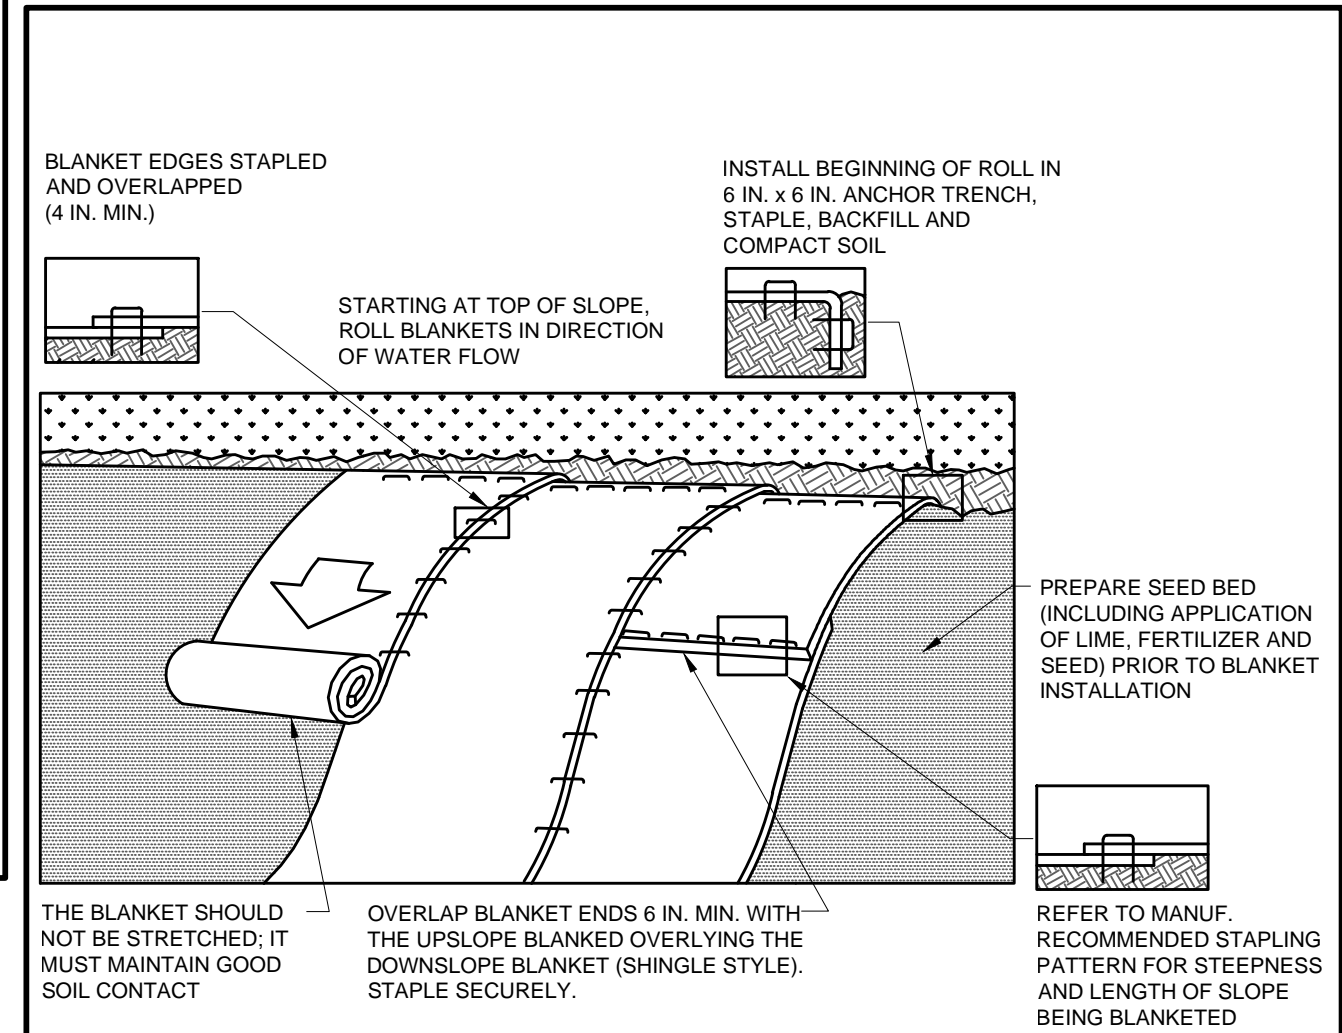 BLANKET EDGES STAPLED
AND OVERLAPPED
(4 IN. MIN.)
INSTALL BEGINNING OF ROLL IN
6 IN. x 6 IN. ANCHOR TRENCH,
STAPLE, BACKFILL AND
COMPACT SOIL
STARTING AT TOP OF SLOPE,
ROLL BLANKETS IN DIRECTION
OF WATER FLOW
PREPARE SEED BED
(INCLUDING APPLICATION
OF LIME, FERTILIZER AND
SEED) PRIOR TO BLANKET
INSTALLATION
THE BLANKET SHOULD
NOT BE STRETCHED; IT
MUST MAINTAIN GOOD
SOIL CONTACT
OVERLAP BLANKET ENDS 6 IN. MIN. WITH
THE UPSLOPE BLANKED OVERLYING THE
DOWNSLOPE BLANKET (SHINGLE STYLE).
STAPLE SECURELY.
REFER TO MANUF.
RECOMMENDED STAPLING
PATTERN FOR STEEPNESS
AND LENGTH OF SLOPE
BEING BLANKETED